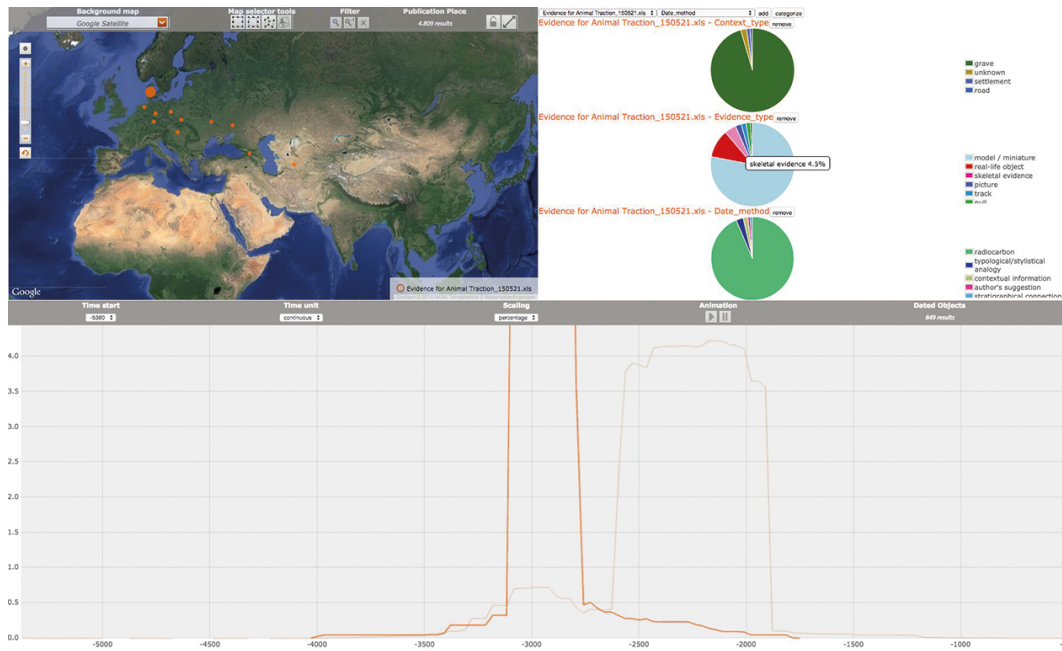 Background map
Map selector tools
Filter
Publication Place
Google Satellite
4.809 results
Google
Evidence for Animal Traction_150521.xls
Evidence for Animal Traction_150521.xls
Date_method
add
categorize
Evidence for Animal Traction_150521.xls - Context_type
remove
grave
unknown
settlement
road
Evidence for Animal Traction_150521.xls - Evidence_type
remove
skeletal evidence 4.5%
model / miniature
real-life object
skeletal evidence
picture
track
Evidence for Animal Traction_150521.xls - Date_method
remove
radiocarbon
typological/stylistical
analogy
contextual information
author's suggestion
stratigraphical connection
Time start
Time unit
Scaling
Animation
Dated Objects
-5380
continuous
percentage
849 results
4.0
3.5
3.0
2.5
2.0
1.5
1.0
0.5
0.0
-5000
-4500
-4000
-3500
-3000
-2500
-2000
-1500
-1000